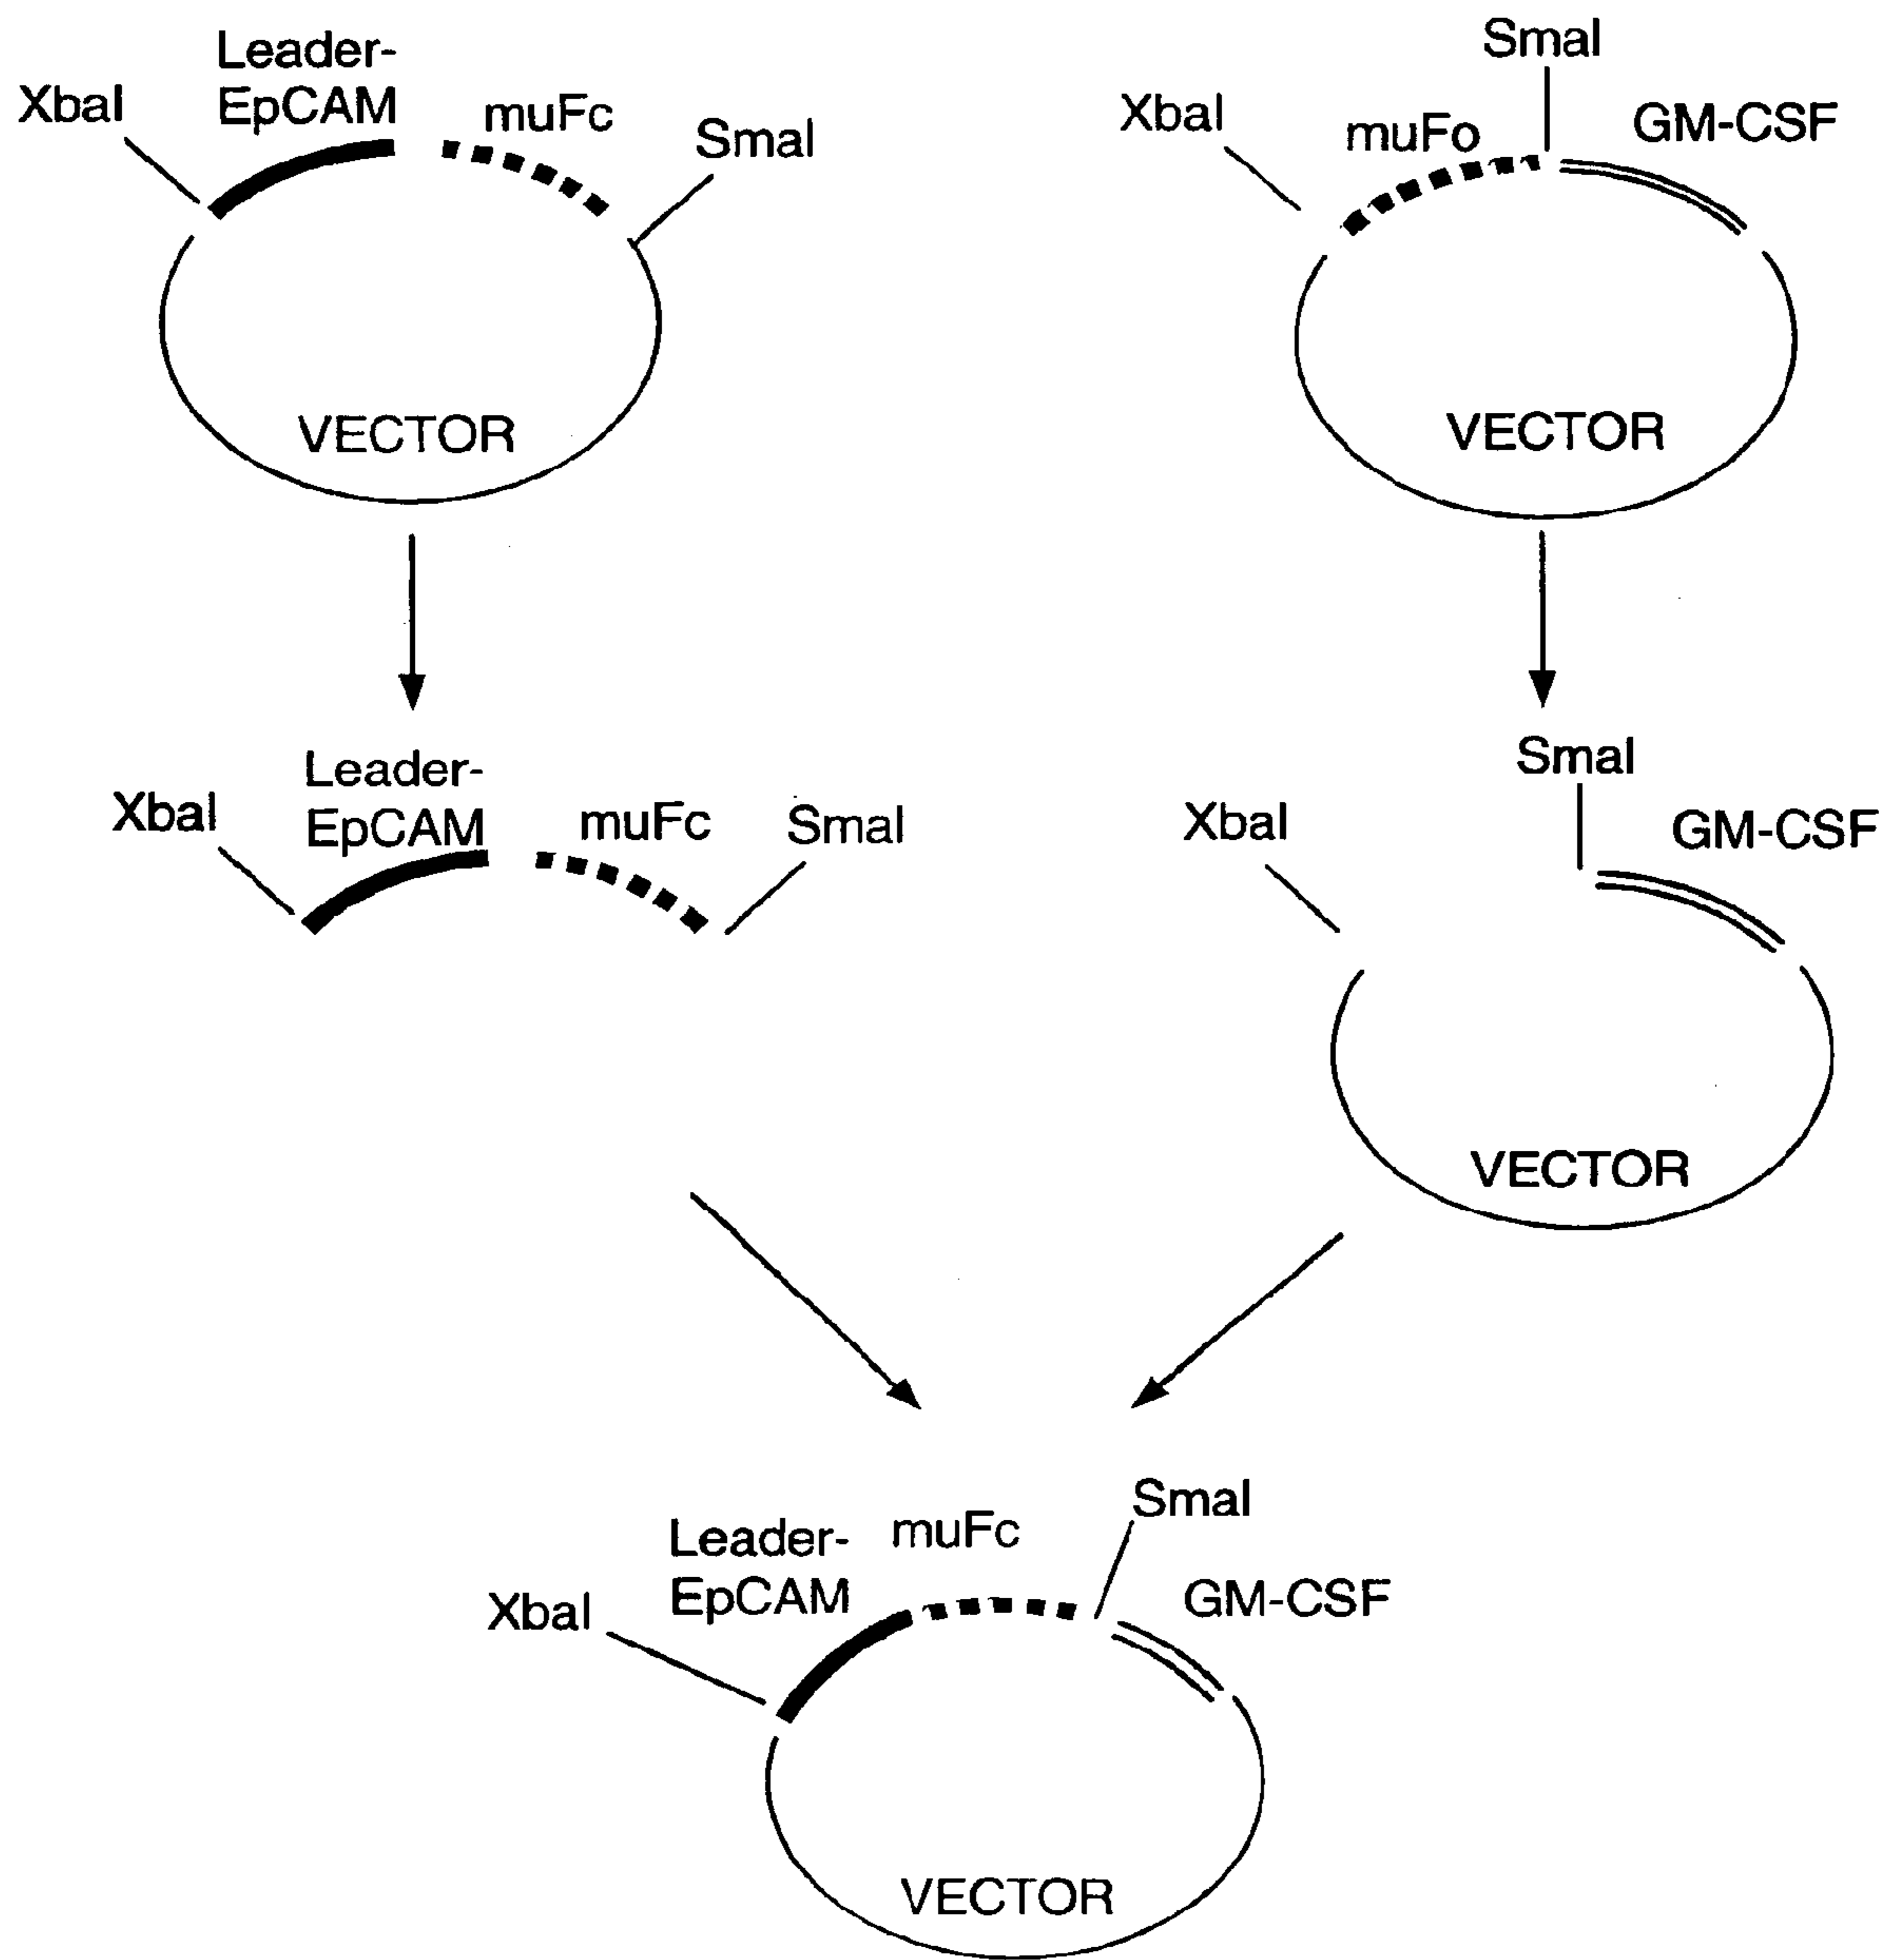 Leader-
EpCAM
XbaI
muFc
SmaI
VECTOR
SmaI
XbaI
muFo
GM-CSF
VECTOR
Leader-
EpCAM
XbaI
muFc
SmaI
SmaI
XbaI
GM-CSF
VECTOR
SmaI
Leader-
EpCAM
muFc
XbaI
GM-CSF
VECTOR